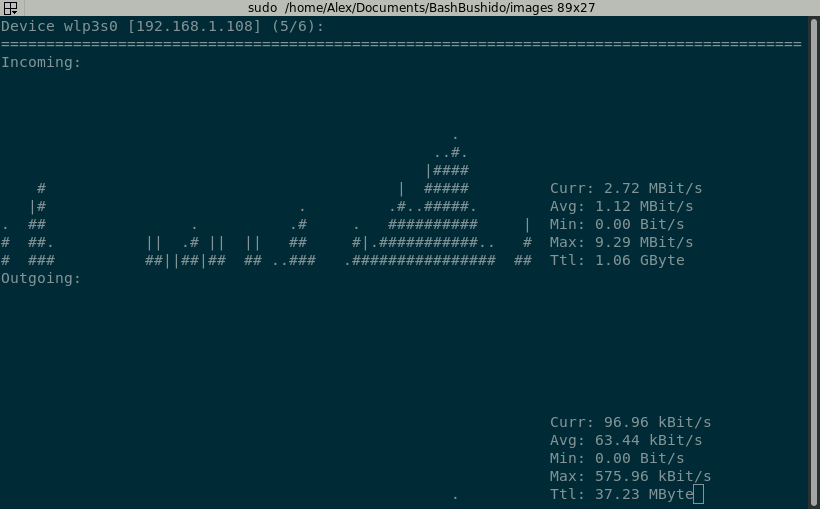 sudo  /home/Alex/Documents/BashBushido/images 89x27
Device wlp3s0 [192.168.1.108] (5/6):
=========================================================================================
Incoming:
                                                  .
                                                ..#.
                                               |####
    #                                       |  #####         Curr: 2.72 MBit/s
   |#                            .         .#..#####.        Avg: 1.12 MBit/s
.  ##                .          .#     .   ##########     |  Min: 0.00 Bit/s
#  ##.          ||  .# ||  ||   ##     #|.###########..   #  Max: 9.29 MBit/s
#  ###          ##||##|##  ## ..###   .################  ##  Ttl: 1.06 GByte
Outgoing:
                                                             Curr: 96.96 kBit/s
                                                             Avg: 63.44 kBit/s
                                                             Min: 0.00 Bit/s
                                                             Max: 575.96 kBit/s
                                                  .          Ttl: 37.23 MByte